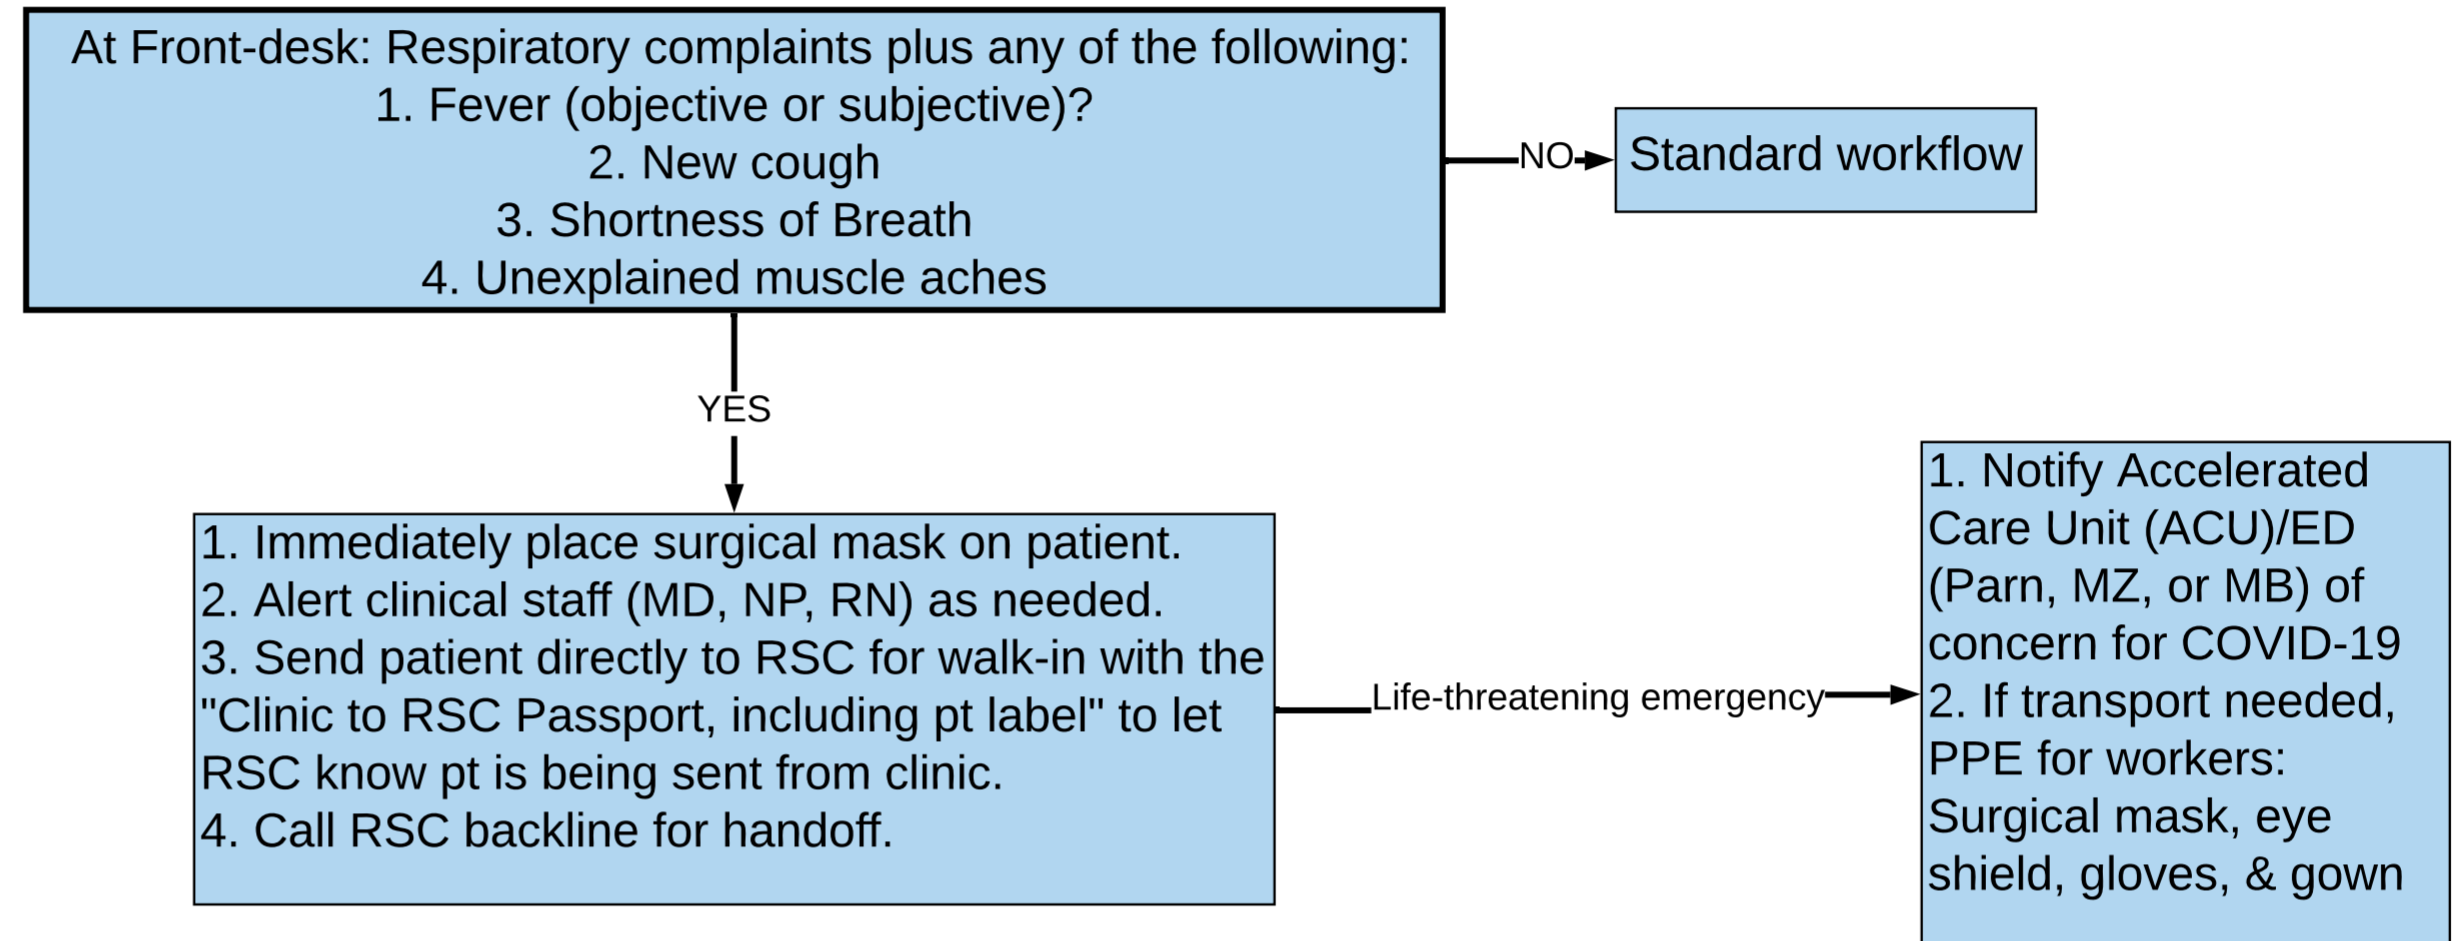 At Front-desk: Respiratory complaints plus any of the following:
1. Fever (objective or subjective)?
2. New cough
3. Shortness of Breath
4. Unexplained muscle aches
NO
Standard workflow
YES
1. Immediately place surgical mask on patient.
2. Alert clinical staff (MD, NP, RN) as needed.
3. Send patient directly to RSC for walk-in with the
"Clinic to RSC Passport, including pt label" to let
RSC know pt is being sent from clinic.
4. Call RSC backline for handoff.
Life-threatening emergency
1. Notify Accelerated
Care Unit (ACU)/ED
(Parn, MZ, or MB) of
concern for COVID-19
2. If transport needed,
PPE for workers:
Surgical mask, eye
shield, gloves, & gown